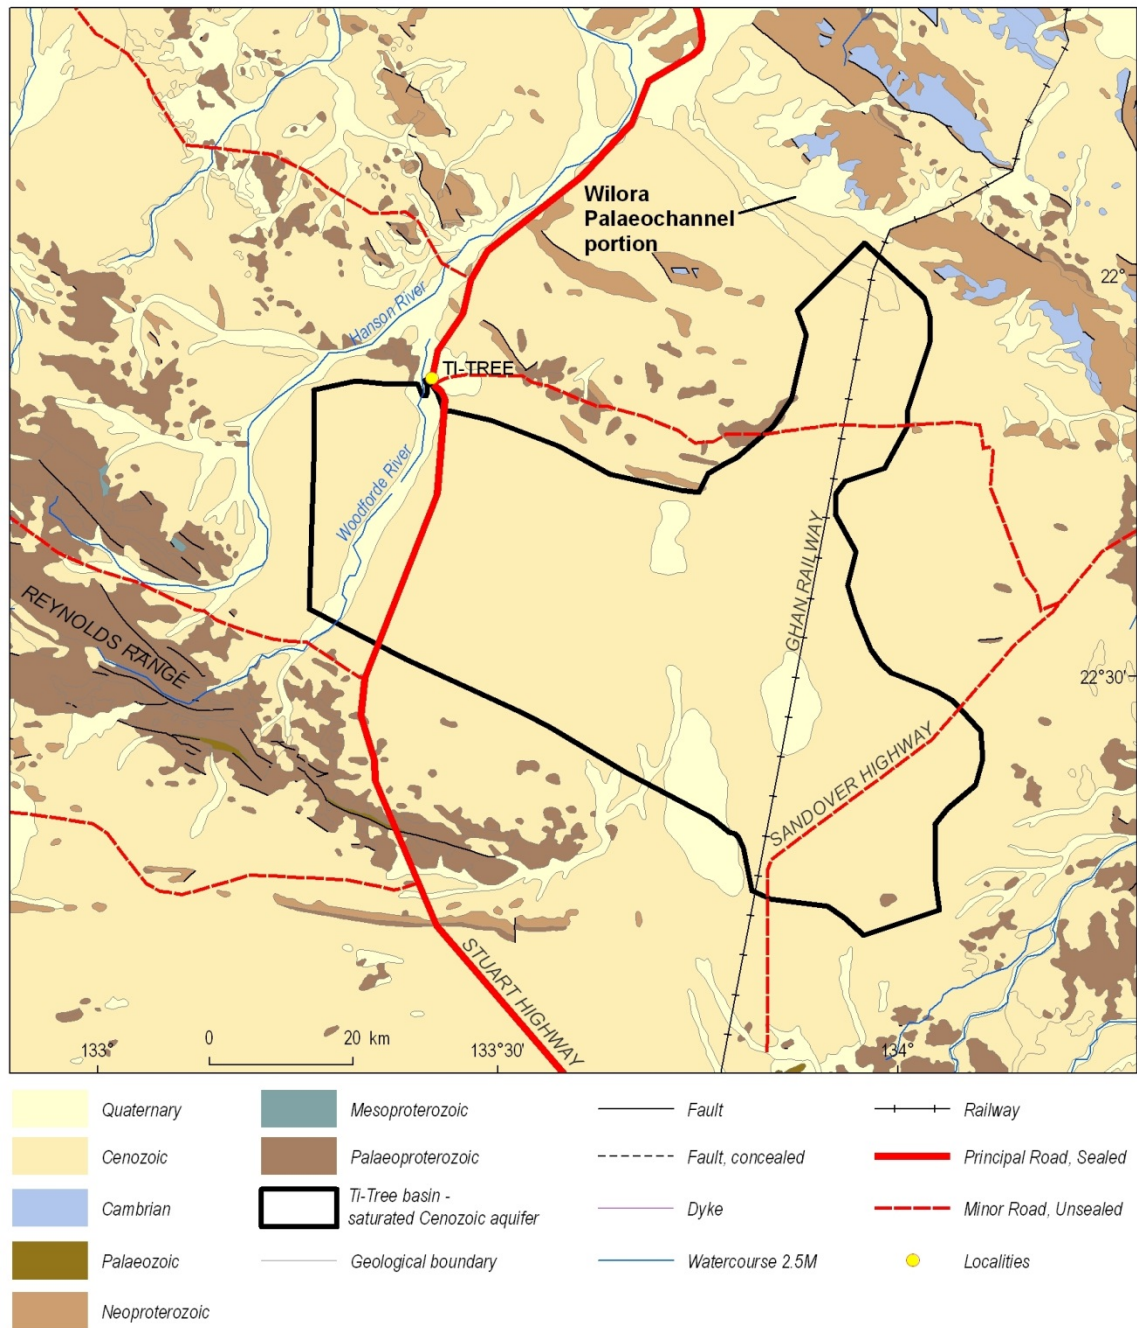 Wilora
Palaeochannel
portion
22°
Hanson River
TI-TREE
Woodforde River
REYNOLDS RANGE
GHAN RAILWAY
22°30'
SANDOVER HIGHWAY
STUART HIGHWAY
0 20 km
133° 133°30' 134°
Quaternary
Cenozoic
Cambrian
Palaeozoic
Neoproterozoic
Mesoproterozoic
Palaeoproterozoic
Ti-Tree basin -
saturated Cenozoic aquifer
Geological boundary
Fault
Fault, concealed
Dyke
Watercourse 2.5M
Railway
Principal Road, Sealed
Minor Road, Unsealed
Localities